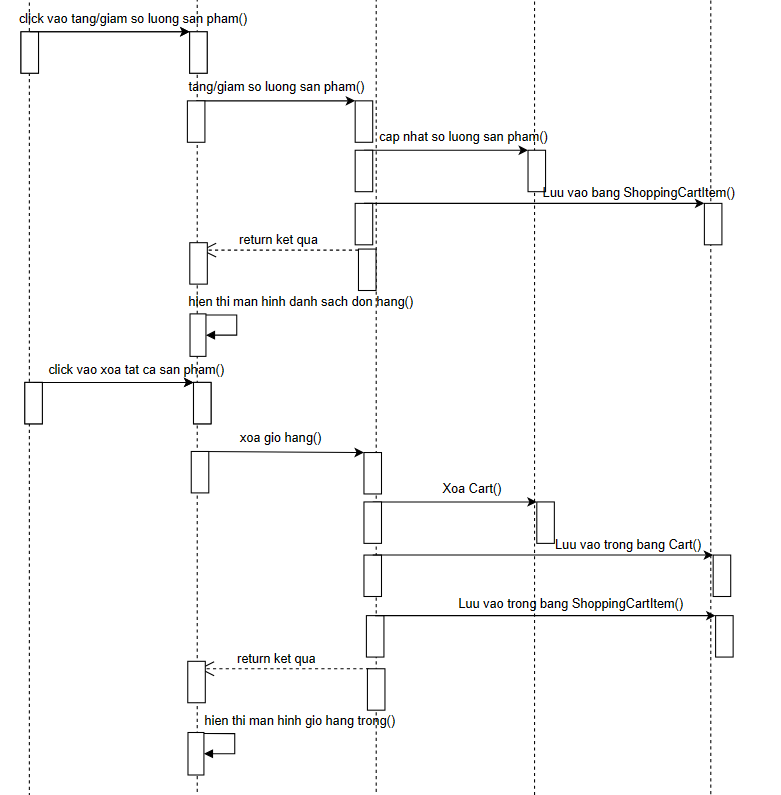 click vao tang/giam so luong san pham()
tang/giam so luong san pham()
cap nhat so luong san pham()
Luu vao bang ShoppingCartItem()
return ket qua
hien thi man hinh danh sach don hang()
click vao xoa tat ca san pham()
xoa gio hang()
Xoa Cart()
Luu vao trong bang Cart()
Luu vao trong bang ShoppingCartItem()
return ket qua
hien thi man hinh gio hang trong()